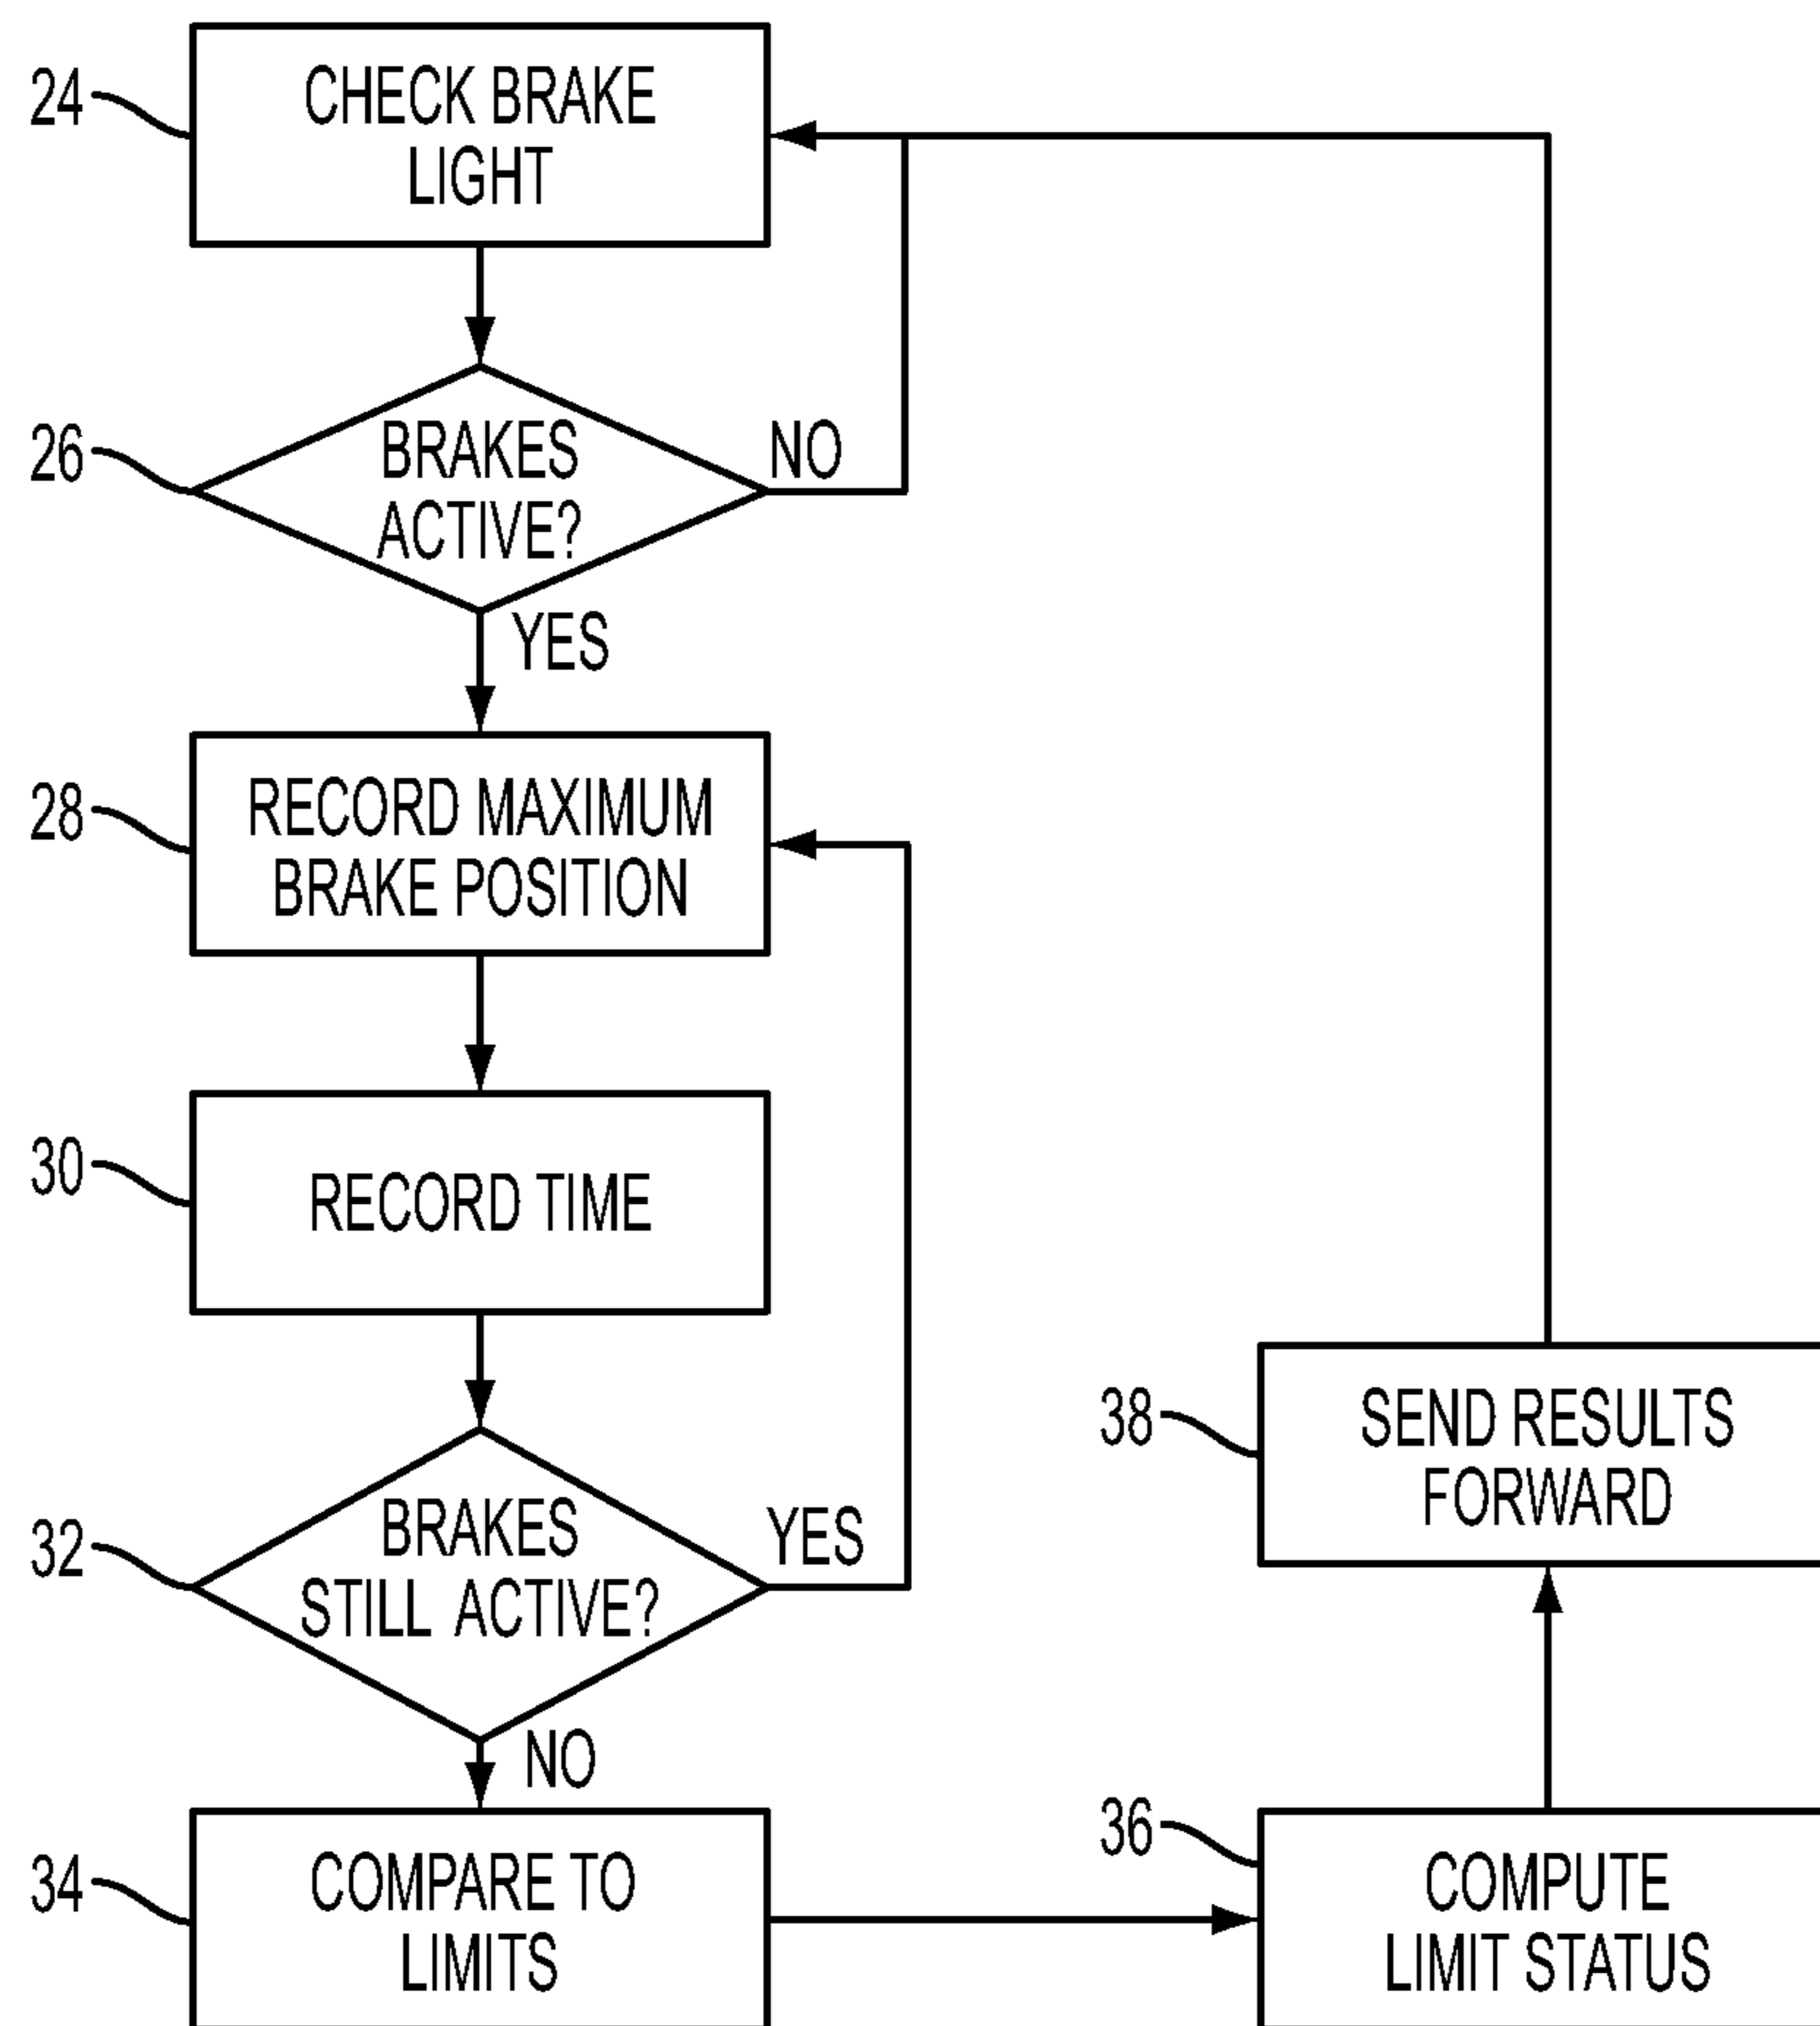 24
CHECK BRAKE
LIGHT
26
BRAKES
ACTIVE?
NO
YES
28
RECORD MAXIMUM
BRAKE POSITION
30
RECORD TIME
32
BRAKES
STILL ACTIVE?
YES
NO
34
COMPARE TO
LIMITS
36
COMPUTE
LIMIT STATUS
38
SEND RESULTS
FORWARD